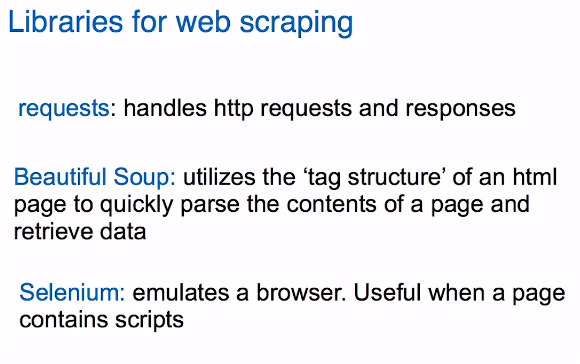 Libraries for web scraping
requests: handles http requests and responses
Beautiful Soup: utilizes the ‘tag structure’ of an html
page to quickly parse the contents of a page and
retrieve data
Selenium: emulates a browser. Useful when a page
contains scripts